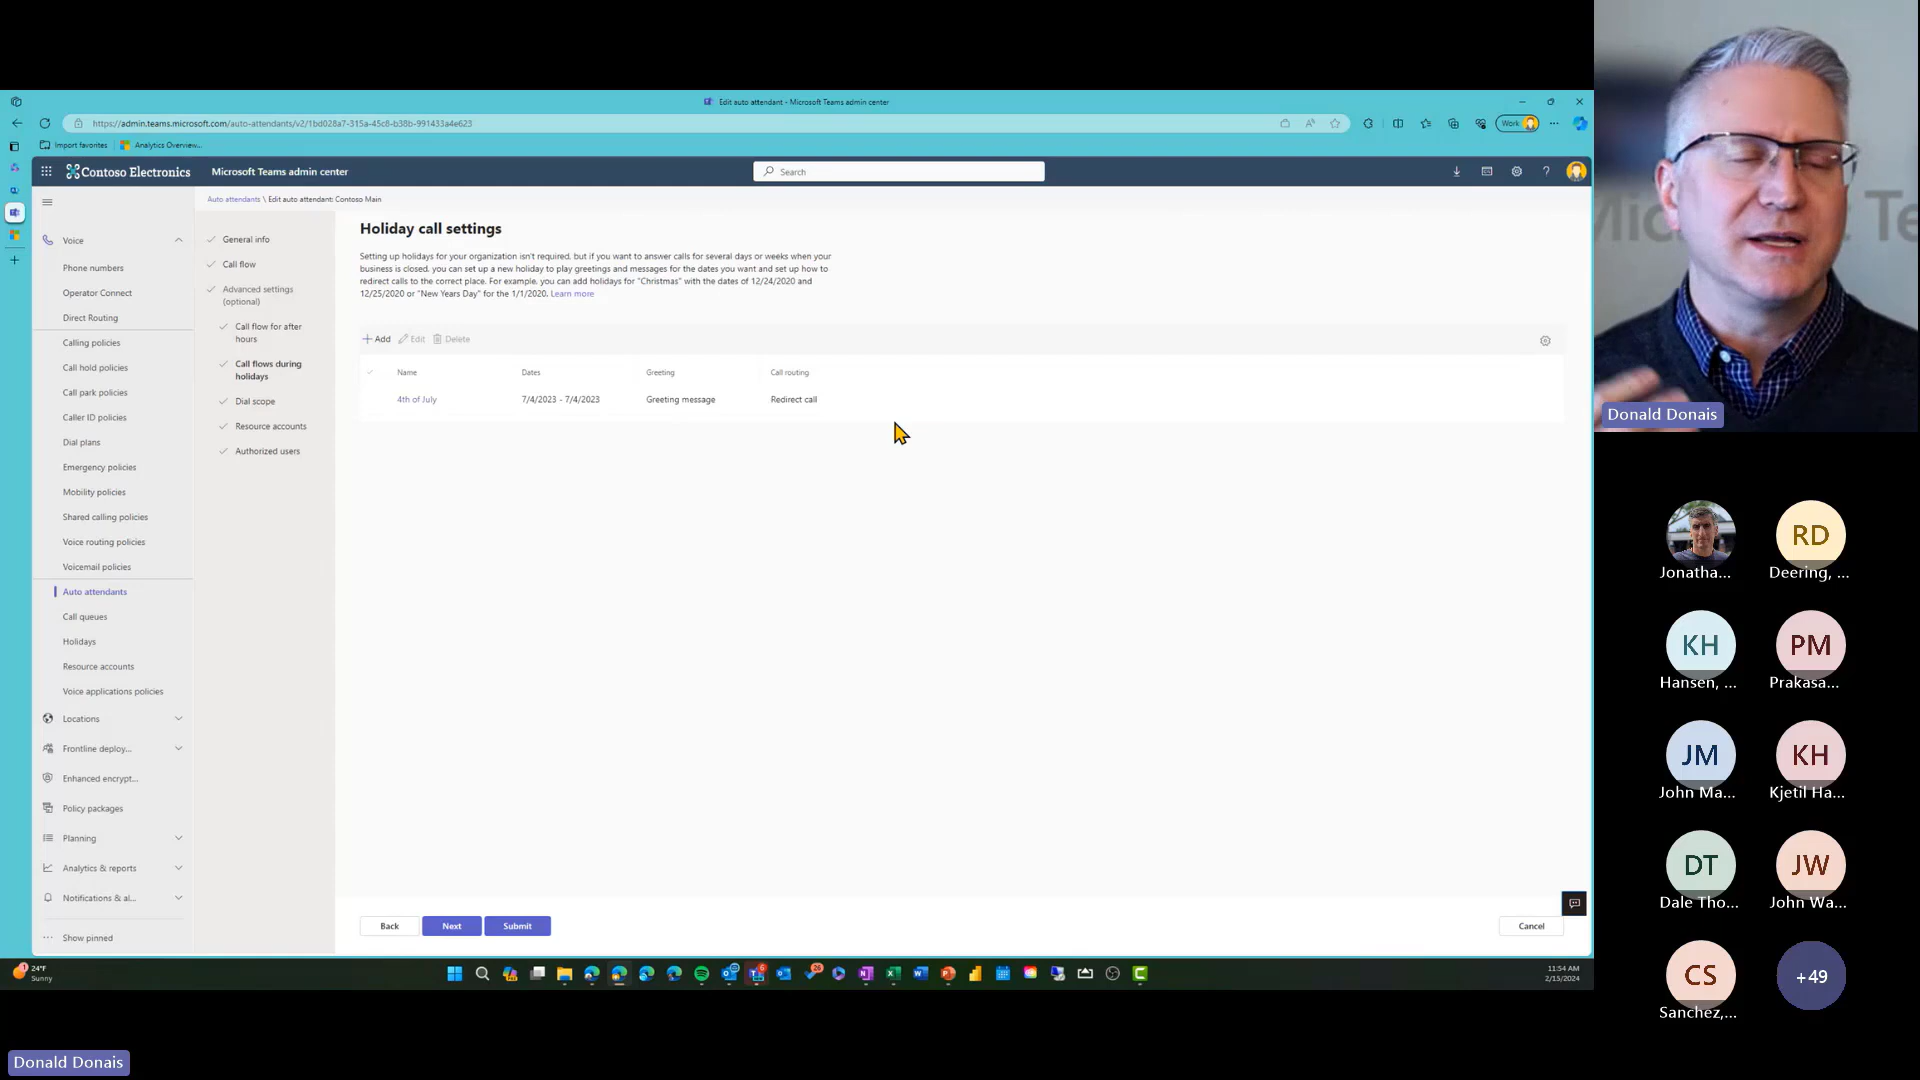 Edit auto attendant - Microsoft Teams admin center
https://admin.teams.microsoft.com/auto-attendants/v2/1bd028a7-315a-45c8-b38b-991433a4e623
Work
Import favorites
Analytics Overview...
Contoso Electronics
Microsoft Teams admin center
Search
Auto attendants \ Edit auto attendant: Contoso Main
Voice
Phone numbers
Operator Connect
Direct Routing
Calling policies
Call hold policies
Call park policies
Caller ID policies
Dial plans
Emergency policies
Mobility policies
Shared calling policies
Voice routing policies
Voicemail policies
Auto attendants
Call queues
Holidays
Resource accounts
Voice applications policies
Locations
Frontline deploy...
Enhanced encrypt...
Policy packages
Planning
Analytics & reports
Notifications & al...
Show pinned
General info
Call flow
Advanced settings
(optional)
Call flow for after
hours
Call flows during
holidays
Dial scope
Resource accounts
Authorized users
Holiday call settings
Setting up holidays for your organization isn't required, but if you want to answer calls for several days or weeks when your
business is closed, you can set up a new holiday to play greetings and messages for the dates you want and set up how to
redirect calls to the correct place. For example, you can add holidays for "Christmas" with the dates of 12/24/2020 and
12/25/2020 or "New Years Day" for the 1/1/2020. Learn more
Add Edit Delete
Name Dates Greeting Call routing
4th of July 7/4/2023 - 7/4/2023 Greeting message Redirect call
Back Next Submit Cancel
24°F
Sunny
11:54 AM
2/15/2024
Donald Donais
Jonatha...
RD
Deering, ...
KH
Hansen, ...
PM
Prakasa...
JM
John Ma...
KH
Kjetil Ha...
DT
Dale Tho...
JW
John Wa...
CS
Sanchez,...
+49
Donald Donais